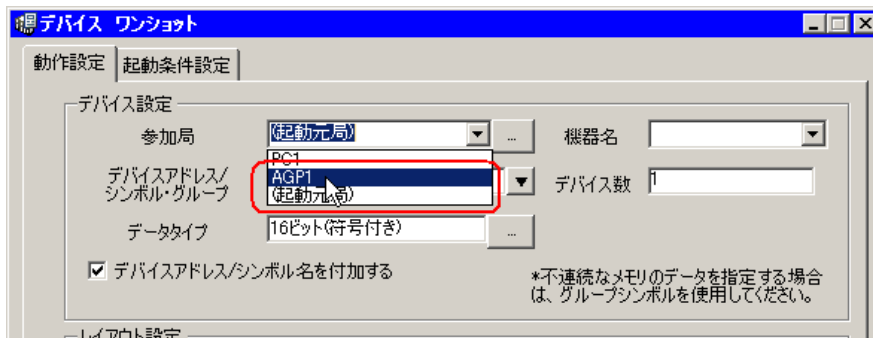 デバイス ワンショット
動作設定 起動条件設定
デバイス設定
参加局 (起動元局) ... 機器名
PC1
AGP1
(起動元局)
デバイスアドレス/
シンボル・グループ
デバイス数 1
データタイプ 16ビット(符号付き) ...
デバイスアドレス/シンボル名を付加する
*不連続なメモリのデータを指定する場合
は、グループシンボルを使用してください。
レイアウト設定